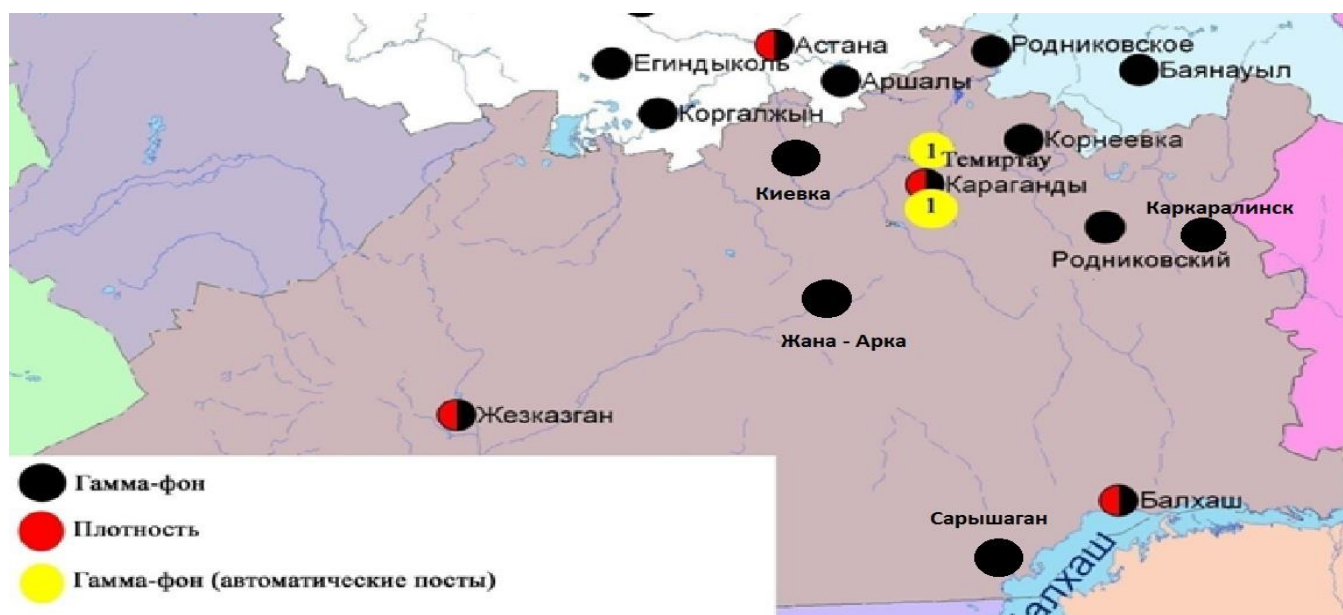 Астана
Родниковское
Егиндыколь
Баянауыл
Аршалы
Коргалжын
Корнеевка
1
Темиртау
Киевка
Караганды
1
Каркаралинск
Родниковский
Жана - Арка
Жезказган
Гамма-фон
Плотность
Гамма-фон (автоматические посты)
Балхаш
Сарышаган
алхаш